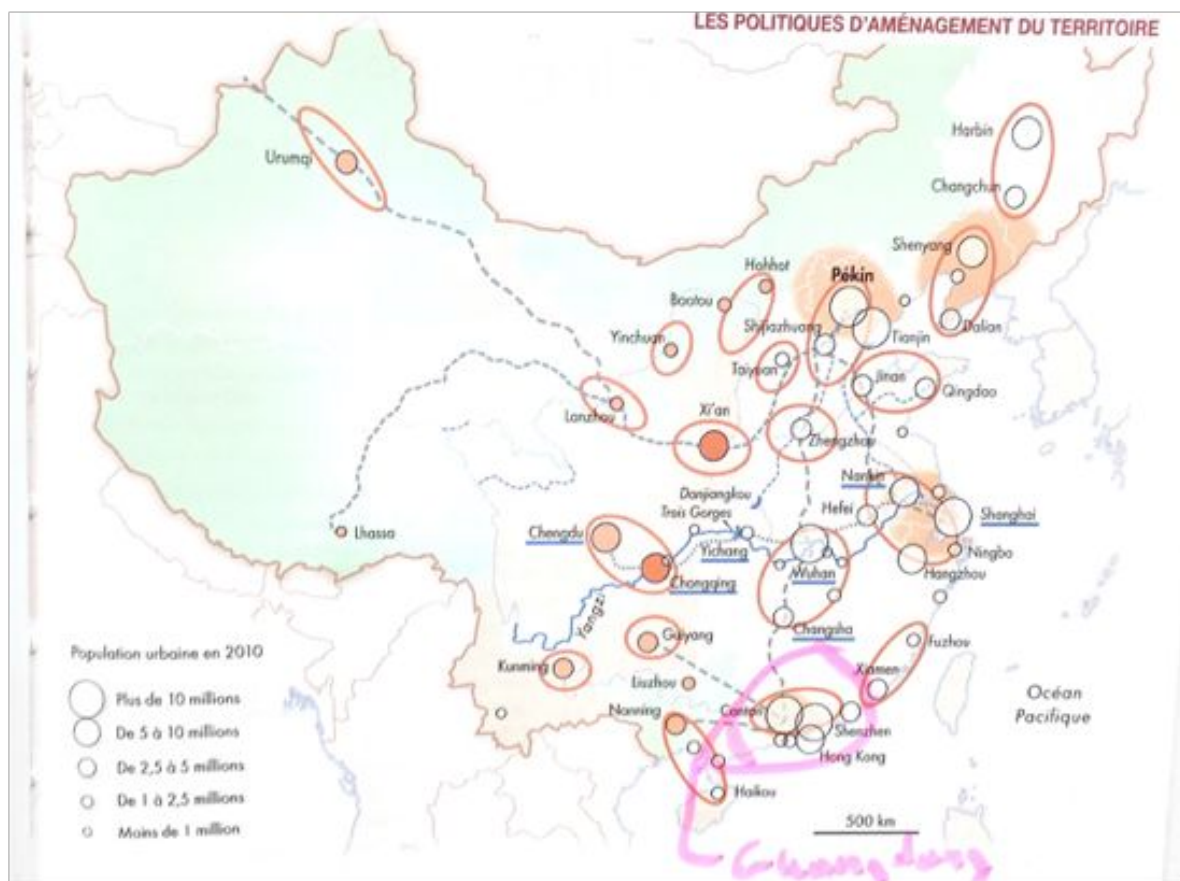 LES POLITIQUES D'AMÉNAGEMENT DU TERRITOIRE
Harbin
Urumqi
Changchun
Shenyang
Hohhot
Pékin
Baotou
Shijiazhuang
Dalian
Tianjin
Yinchuan
Taiyuan
Jinan
Qingdao
Lanzhou
Xi'an
Zhengzhou
Nankin
Danjiangkou
Hefei
Trois Gorges
Shanghai
Lhassa
Chengdu
Yichang
Ningbo
Wuhan
Hangzhou
Chongqing
Yangzi
Changsha
Guiyang
Fuzhou
Population urbaine en 2010
Kunming
Xiamen
Plus de 10 millions
Liuzhou
Océan
Pacifique
Nanning
Canton
De 5 à 10 millions
Shenzhen
Hong Kong
De 2,5 à 5 millions
Haikou
De 1 à 2,5 millions
500 km
Moins de 1 million
Guangdong